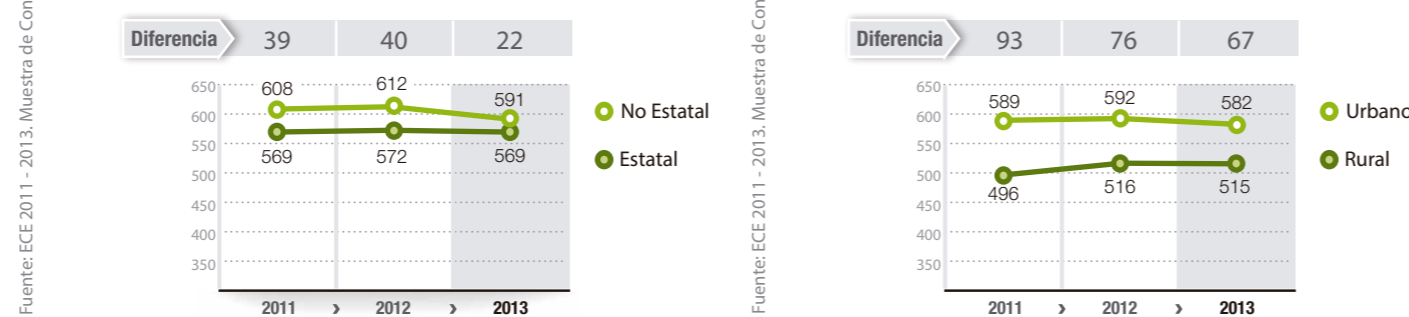 Fuente: ECE 2011 - 2013. Muestra de
Diferencia 39 40 22
650
600
550
500
450
400
350
608 612 591
569 572 569
No Estatal
Estatal
2011 › 2012 › 2013
Fuente: ECE 2011 - 2013. Muestra de
Diferencia 93 76 67
650
600
550
500
450
400
350
589 592 582
496 516 515
Urbano
Rural
2011 › 2012 › 2013